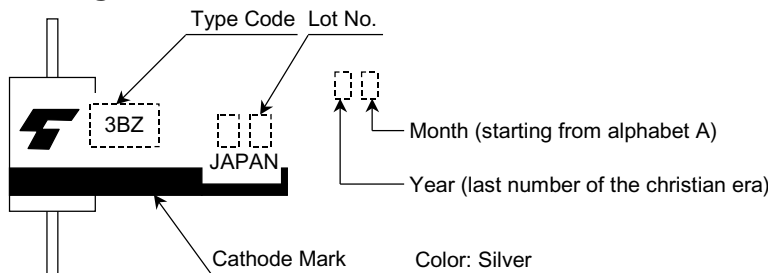 Type Code Lot No.
3BZ
JAPAN
Month (starting from alphabet A)
Year (last number of the christian era)
Cathode Mark Color: Silver